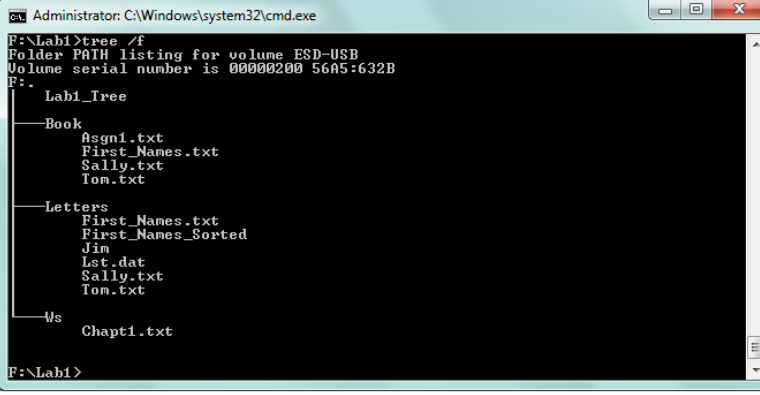 Administrator: C:\Windows\system32\cmd.exe
F:\Lab1>tree /f
Folder PATH listing for volume ESD-USB
Volume serial number is 00000200 56A5:632B
F:.
Lab1_Tree
Book
Asgn1.txt
First_Names.txt
Sally.txt
Tom.txt
Letters
First_Names.txt
First_Names_Sorted
Jim
Lst.dat
Sally.txt
Tom.txt
Ws
Chapt1.txt
F:\Lab1>